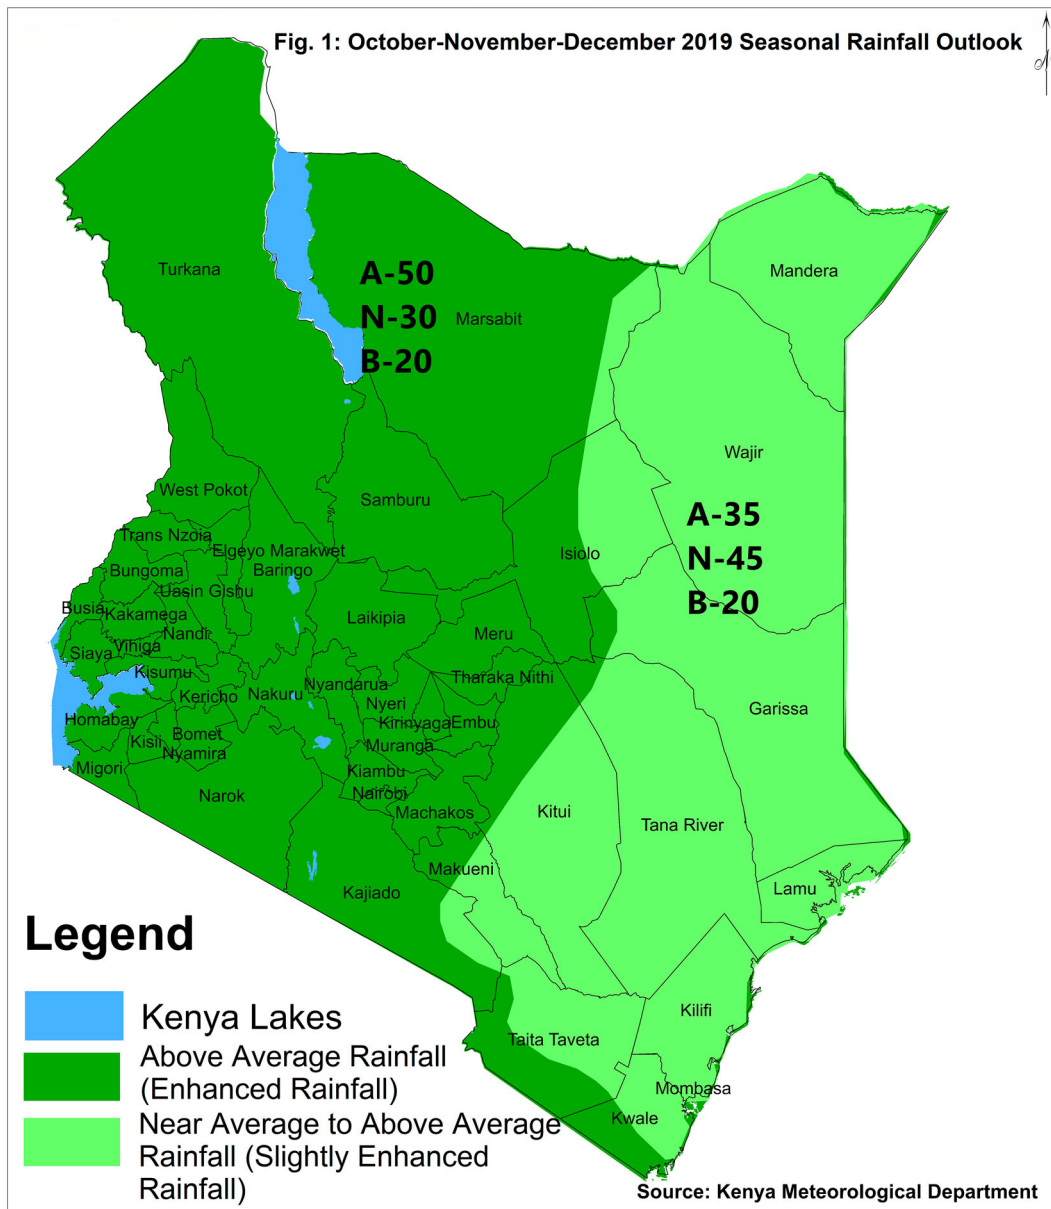 Fig. 1: October-November-December 2019 Seasonal Rainfall Outlook
N
Turkana
Mandera
A-50
N-30
B-20
Marsabit
Wajir
West Pokot
Samburu
A-35
N-45
B-20
Trans Nzoia
Elgeyo Marakwet
Isiolo
Bungoma
Baringo
Uasin Gishu
Busia
Kakamega
Laikipia
Nandi
Meru
Vihiga
Siaya
Kisumu
Tharaka Nithi
Nyandarua
Kericho
Nakuru
Nyeri
Garissa
Homabay
Kirinyaga
Embu
Bomet
Kisii
Muranga
Nyamira
Migori
Kiambu
Nairobi
Narok
Machakos
Kitui
Tana River
Makueni
Kajiado
Lamu
Legend
Kenya Lakes
Above Average Rainfall
(Enhanced Rainfall)
Near Average to Above Average
Rainfall (Slightly Enhanced
Rainfall)
Kilifi
Taita Taveta
Mombasa
Kwale
Source: Kenya Meteorological Department